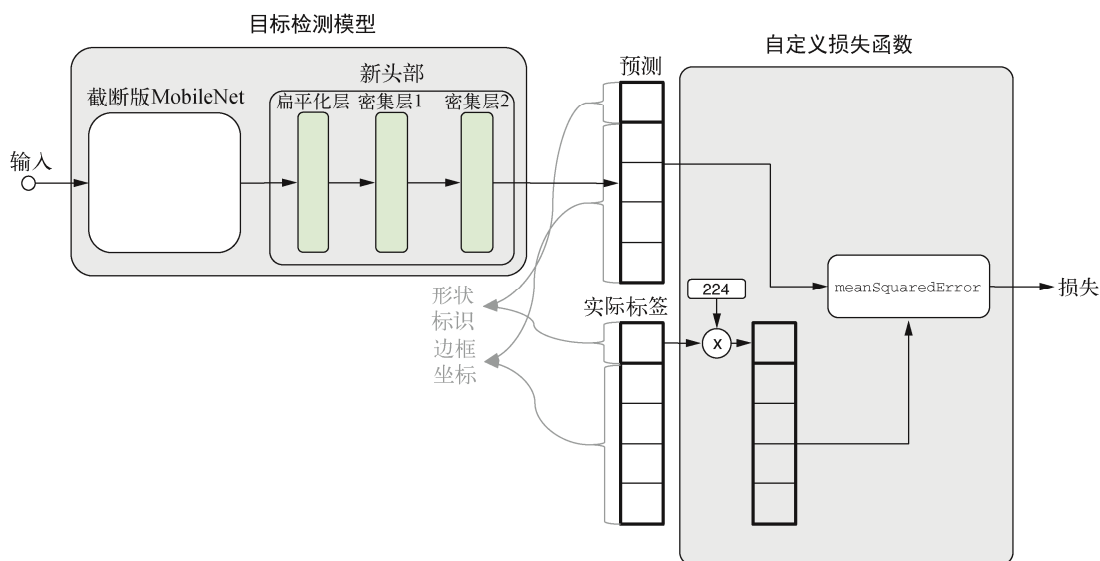 目标检测模型
自定义损失函数
新头部
预测
截断版MobileNet
扁平化层 密集层1 密集层2
输入
形状
标识
边框
坐标
实际标签
224
x
meanSquaredError
损失